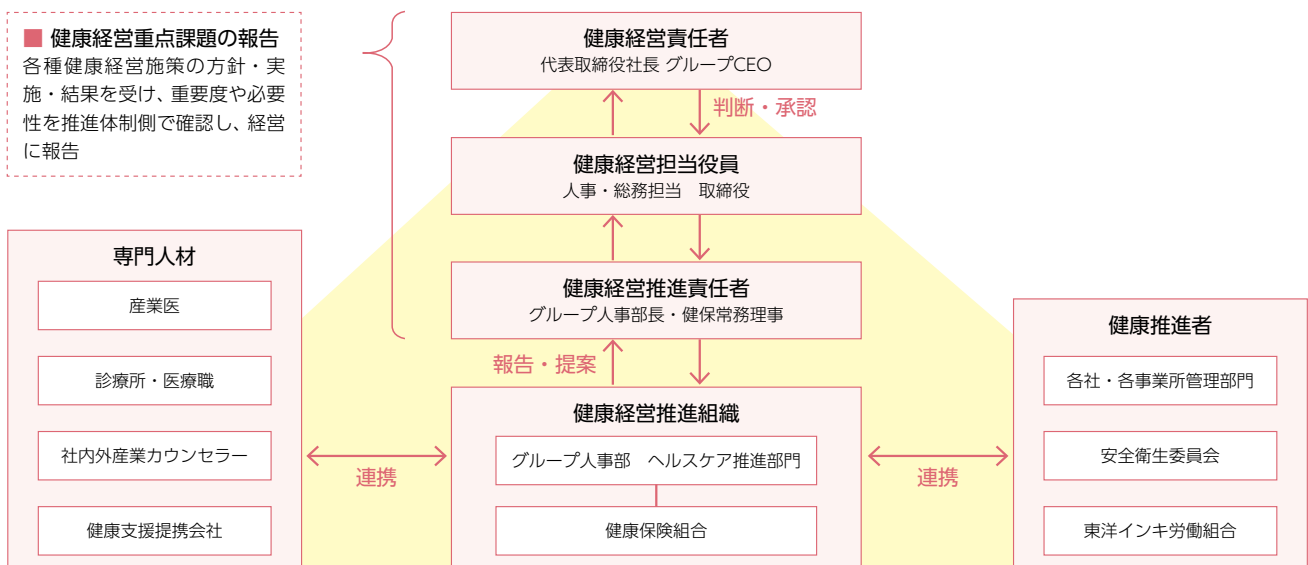 ■ 健康経営重点課題の報告
各種健康経営施策の方針・実
施・結果を受け、重要度や必要
性を推進体制側で確認し、経営
に報告
健康経営責任者
代表取締役社長 グループCEO
判断・承認
健康経営担当役員
人事・総務担当　取締役
健康経営推進責任者
グループ人事部長・健保常務理事
報告・提案
健康経営推進組織
グループ人事部　ヘルスケア推進部門
健康保険組合
専門人材
産業医
診療所・医療職
社内外産業カウンセラー
健康支援提携会社
連携
連携
健康推進者
各社・各事業所管理部門
安全衛生委員会
東洋インキ労働組合